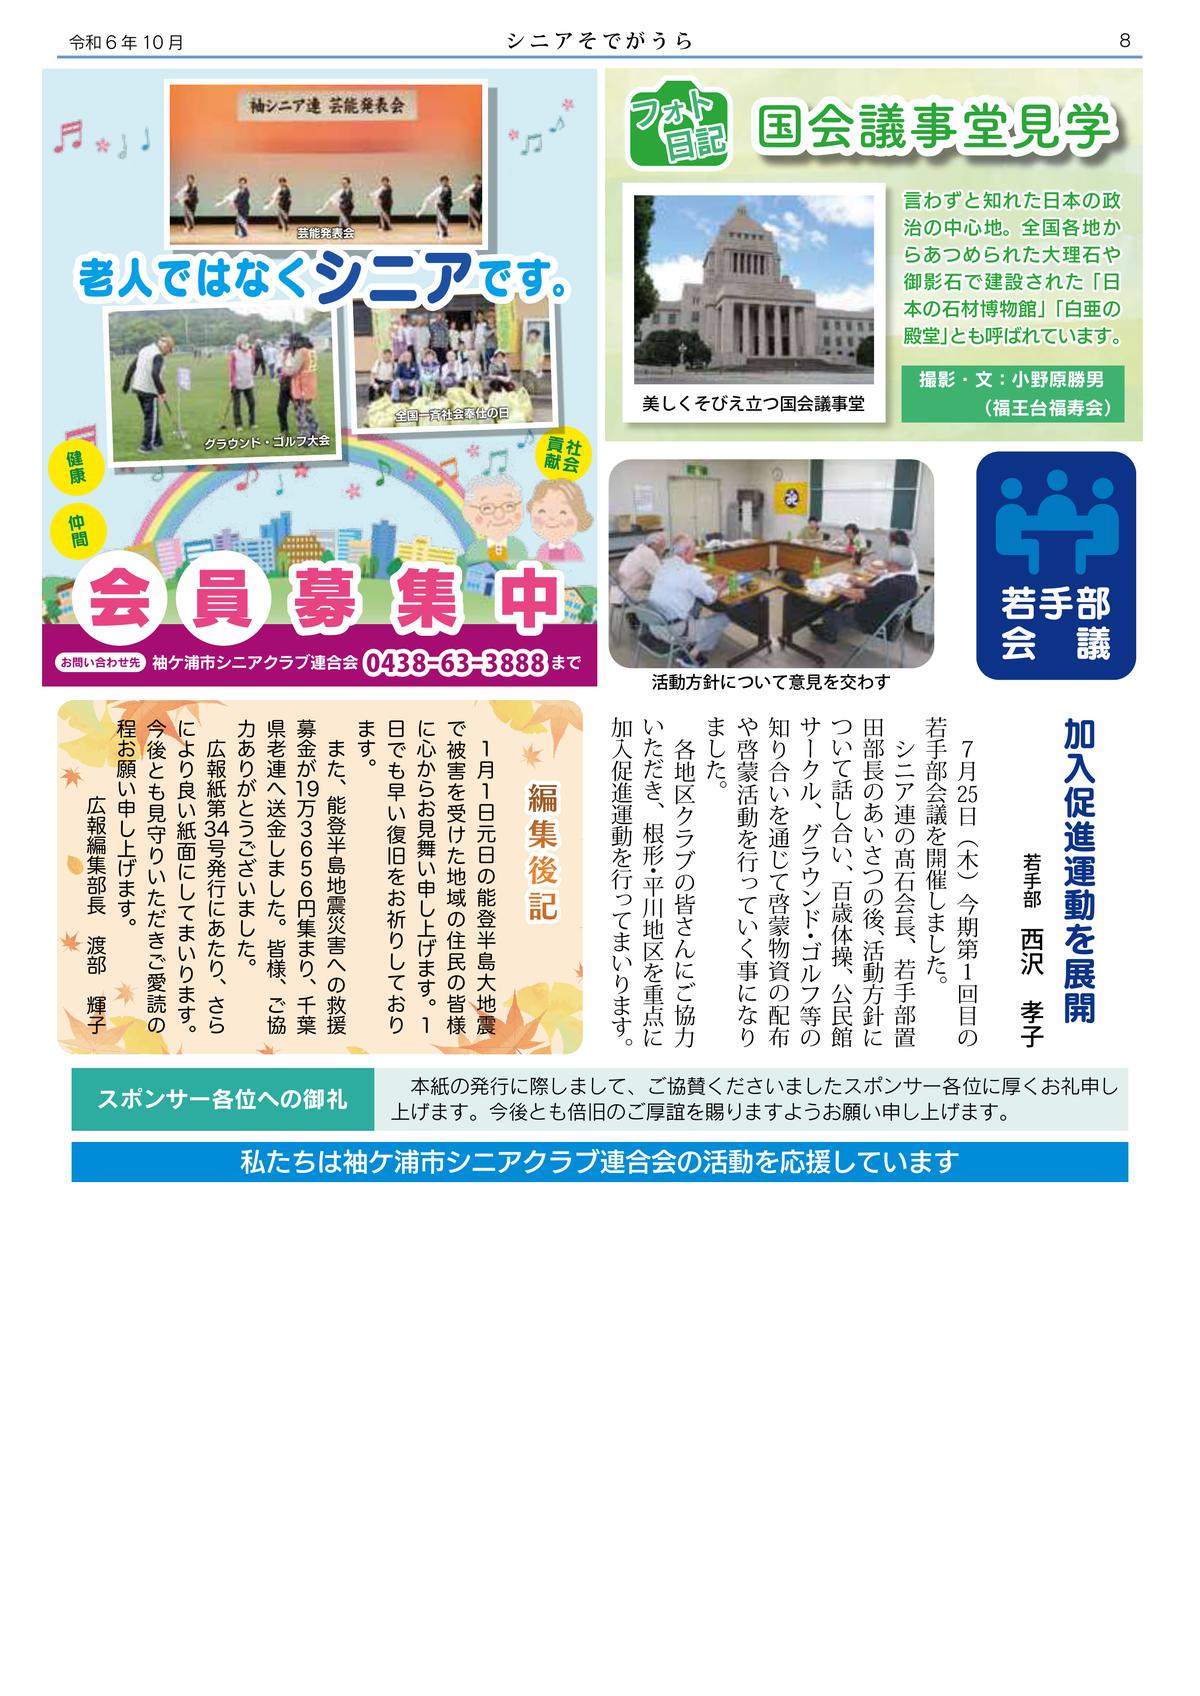 令和6年10月
シニアそでがうら
8
フォト
日記
国会議事堂見学
言わずと知れた日本の政
治の中心地。全国各地か
らあつめられた大理石や
御影石で建設された「日
本の石材博物館」「白亜の
殿堂」とも呼ばれています。
撮影・文：小野原勝男
（福王台福寿会）
美しくそびえ立つ国会議事堂
袖シニア連 芸能発表会
芸能発表会
老人ではなくシニアです。
グラウンド・ゴルフ大会
全国一斉社会奉仕の日
健康
仲間
社会
貢献
会員募集中
お問い合わせ先 袖ケ浦市シニアクラブ連合会 0438-63-3888まで
若手部
会議
活動方針について意見を交わす
加入促進運動を展開
若手部 西沢 孝子
7月25日（木）今期第1回目の
若手部会議を開催しました。
シニア連の髙石会長、若手部置
田部長のあいさつの後、活動方針に
ついて話し合い、百歳体操、公民館
サークル、グラウンド・ゴルフ等の
知り合いを通じて啓蒙物資の配布
や啓蒙活動を行っていく事になり
ました。
各地区クラブの皆さんにご協力
いただき、根形・平川地区を重点に
加入促進運動を行ってまいります。
編集後記
1月1日元日の能登半島大地震
で被害を受けた地域の住民の皆様
に心からお見舞い申し上げます。1
日でも早い復旧をお祈りしており
ます。
また、能登半島地震災害への救援
募金が19万3656円集まり、千葉
県老連へ送金しました。皆様、ご協
力ありがとうございました。
広報紙第34号発行にあたり、さら
により良い紙面にしてまいります。
今後とも見守りいただきご愛読の
程お願い申し上げます。
広報編集部長 渡部 輝子
スポンサー各位への御礼
本紙の発行に際しまして、ご協賛くださいましたスポンサー各位に厚くお礼申し
上げます。今後とも倍旧のご厚誼を賜りますようお願い申し上げます。
私たちは袖ケ浦市シニアクラブ連合会の活動を応援しています